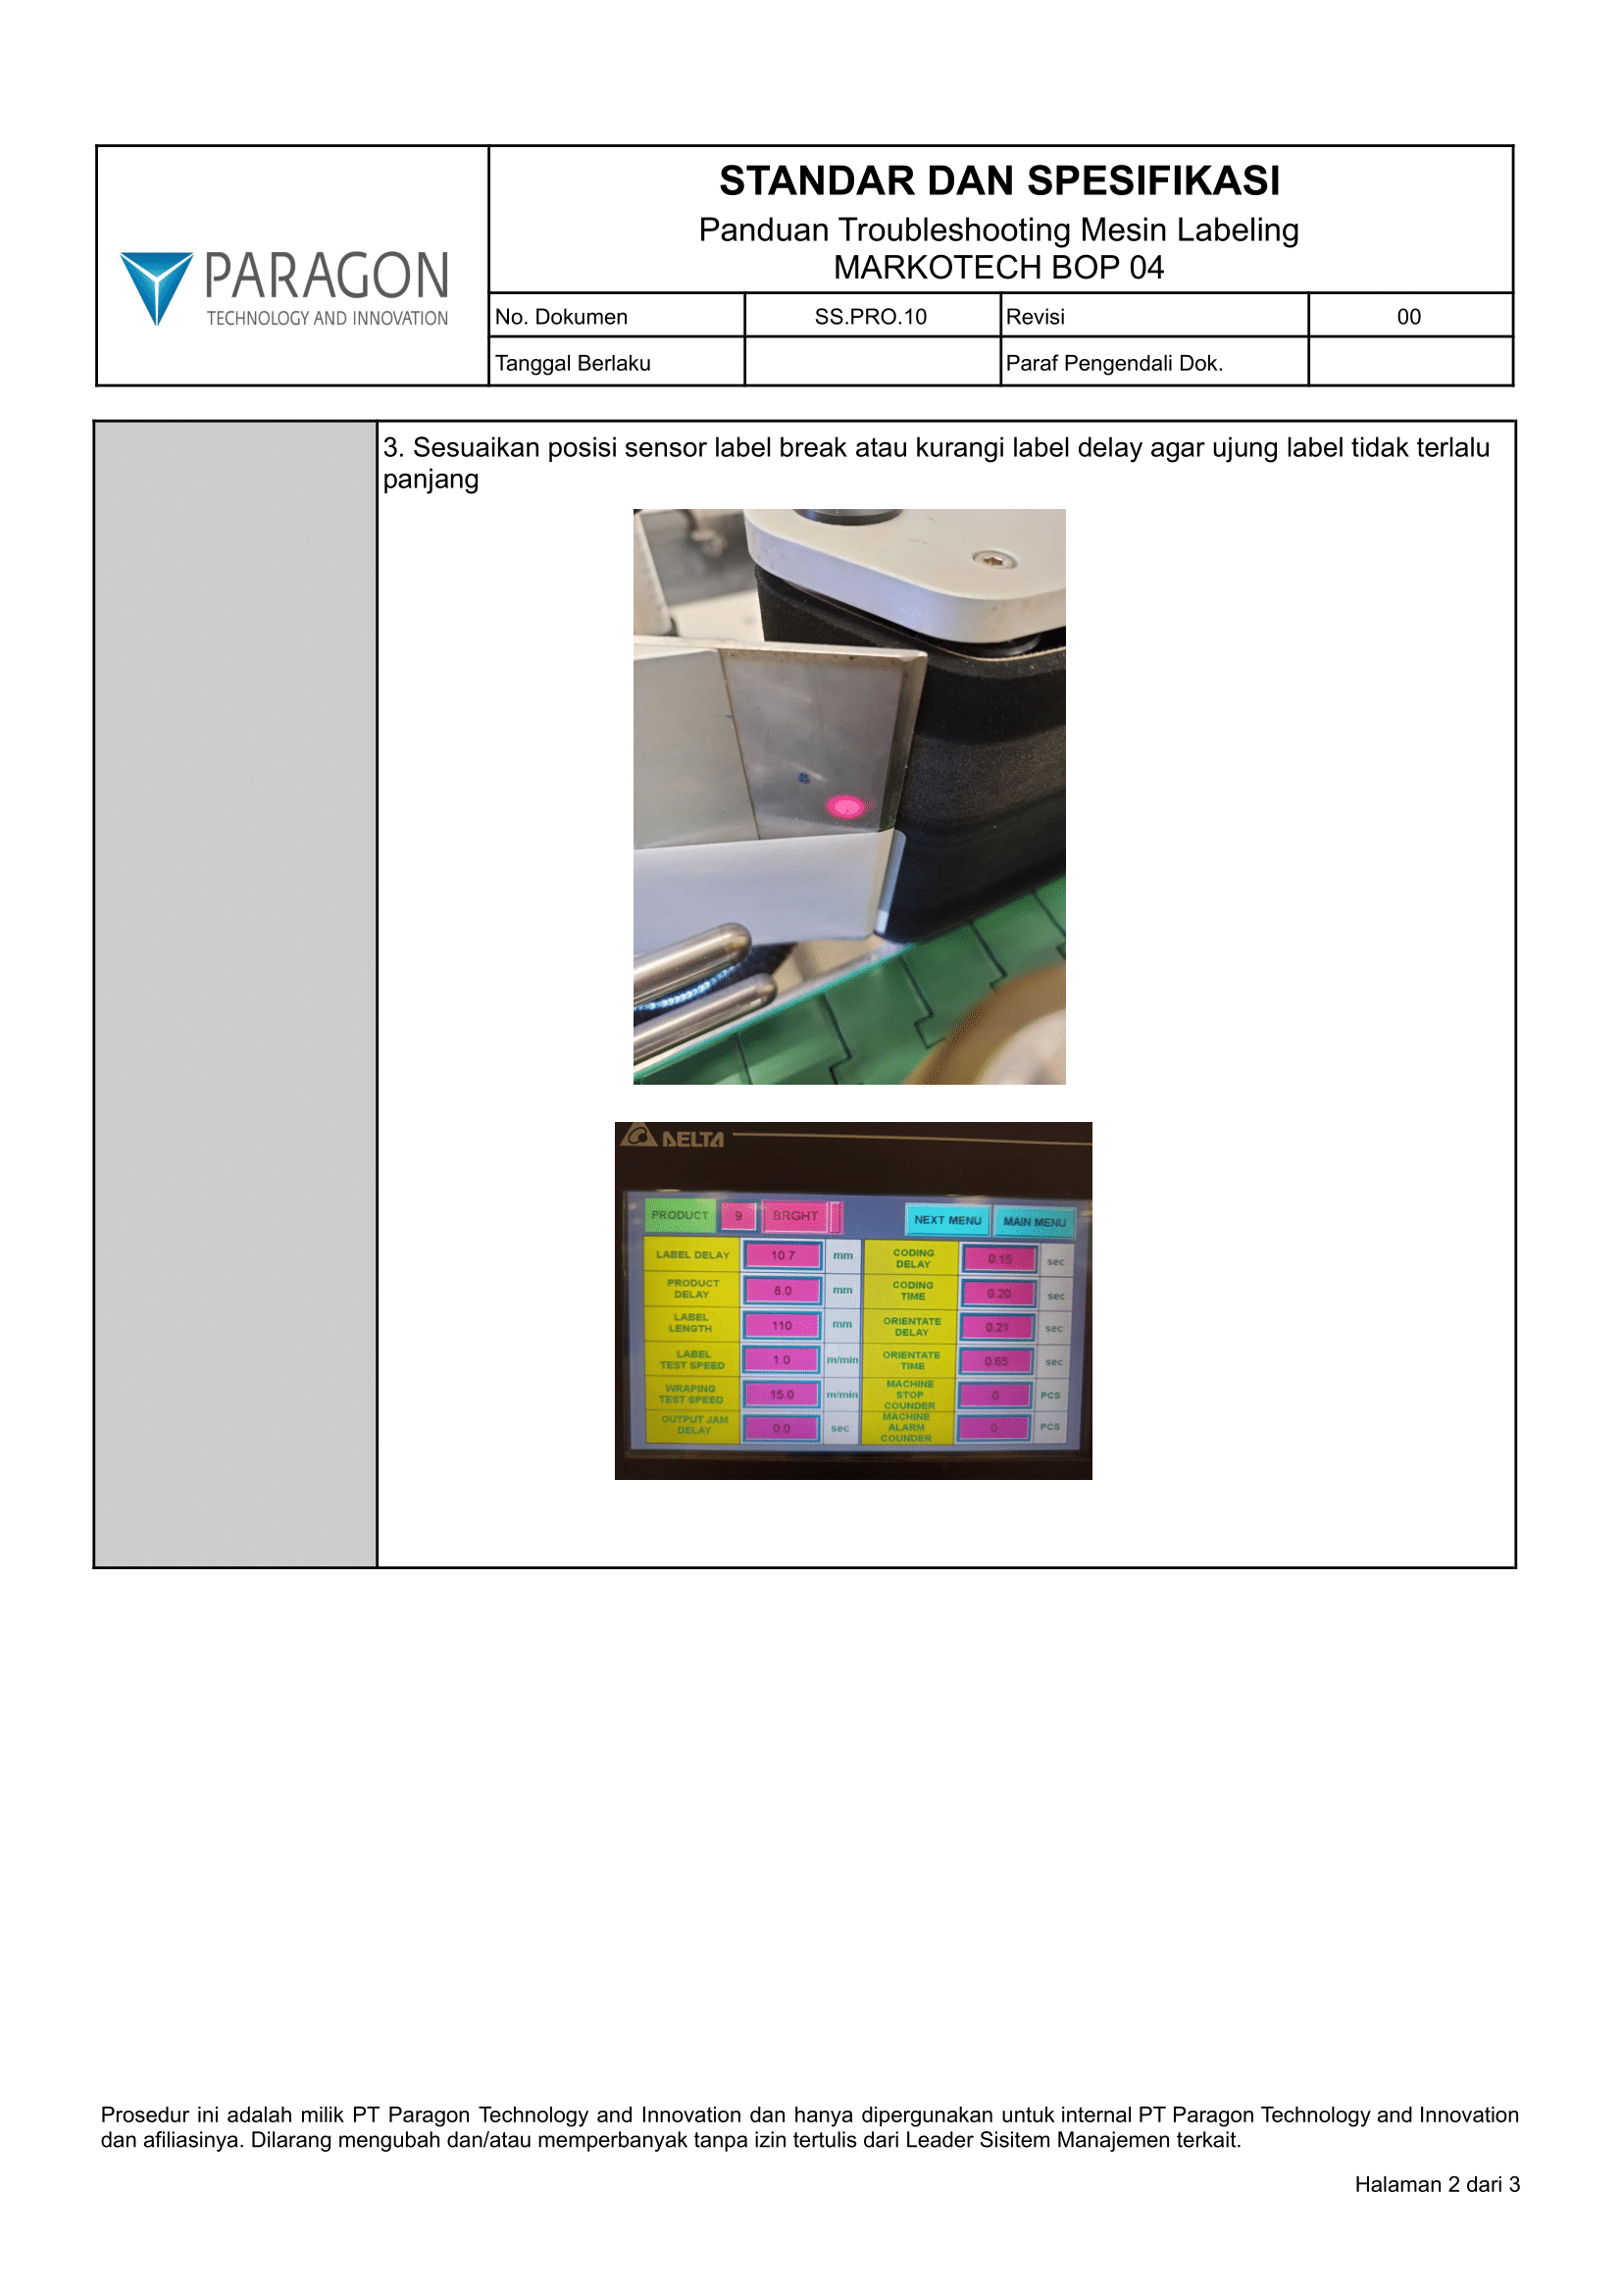 PARAGON
TECHNOLOGY AND INNOVATION
STANDAR DAN SPESIFIKASI
Panduan Troubleshooting Mesin Labeling
MARKOTECH BOP 04
No. Dokumen SS.PRO.10 Revisi 00
Tanggal Berlaku Paraf Pengendali Dok.
3. Sesuaikan posisi sensor label break atau kurangi label delay agar ujung label tidak terlalu
panjang
DELTA
PRODUCT 9 BRGHT NEXT MENU MAIN MENU
LABEL DELAY 10.7 mm CODING DELAY 0.15 sec
PRODUCT DELAY 8.0 mm CODING TIME 0.20 sec
LABEL LENGTH 110 mm ORIENTATE DELAY 0.21 sec
LABEL TEST SPEED 1.0 m/min ORIENTATE TIME 0.65 sec
WRAPING TEST SPEED 15.0 m/min MACHINE STOP COUNDER 0 PCS
OUTPUT JAM DELAY 0.0 sec MACHINE ALARM COUNDER 0 PCS
Prosedur ini adalah milik PT Paragon Technology and Innovation dan hanya dipergunakan untuk internal PT Paragon Technology and Innovation
dan afiliasinya. Dilarang mengubah dan/atau memperbanyak tanpa izin tertulis dari Leader Sisitem Manajemen terkait.
Halaman 2 dari 3